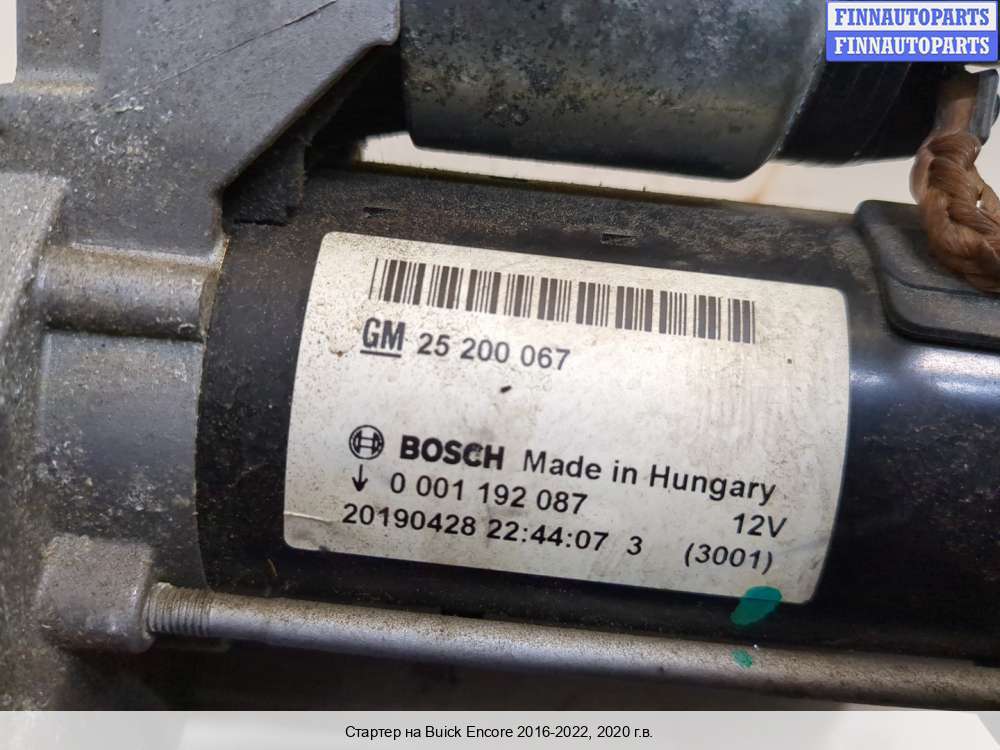 FINNAUTOPARTS
FINNAUTOPARTS
GM 25 200 067
BOSCH Made in Hungary
↓ 0 001 192 087 12V
20190428 22:44:07 3 (3001)
Стартер на Buick Encore 2016-2022, 2020 г.в.